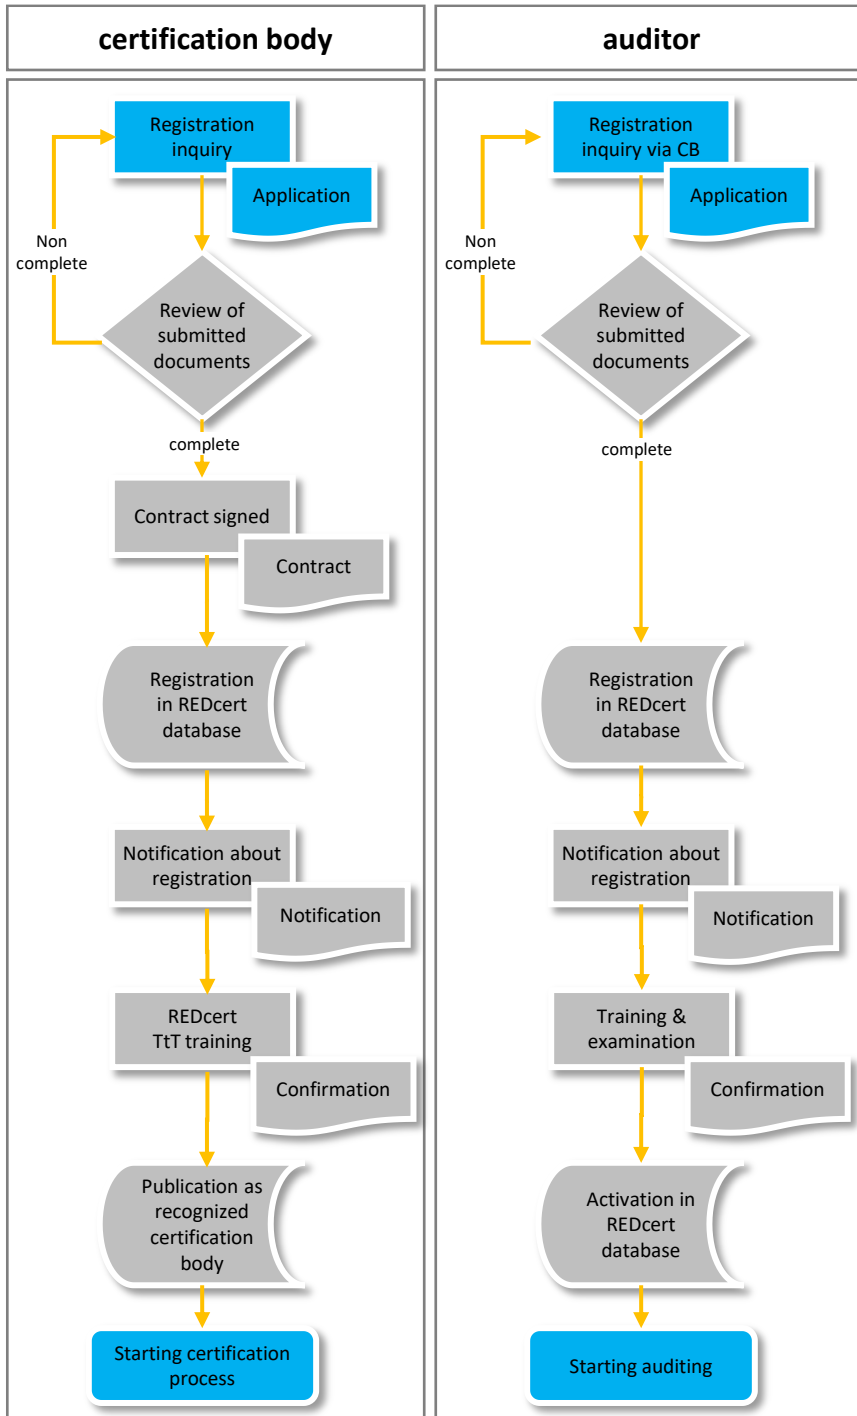 certification body
Registration
inquiry
Application
Non
complete
Review of
submitted
documents
complete
Contract signed
Contract
Registration
in REDcert
database
Notification about
registration
Notification
REDcert
TtT training
Confirmation
Publication as
recognized
certification
body
Starting certification
process
auditor
Registration
inquiry via CB
Application
Non
complete
Review of
submitted
documents
complete
Registration
in REDcert
database
Notification about
registration
Notification
Training &
examination
Confirmation
Activation in
REDcert
database
Starting auditing